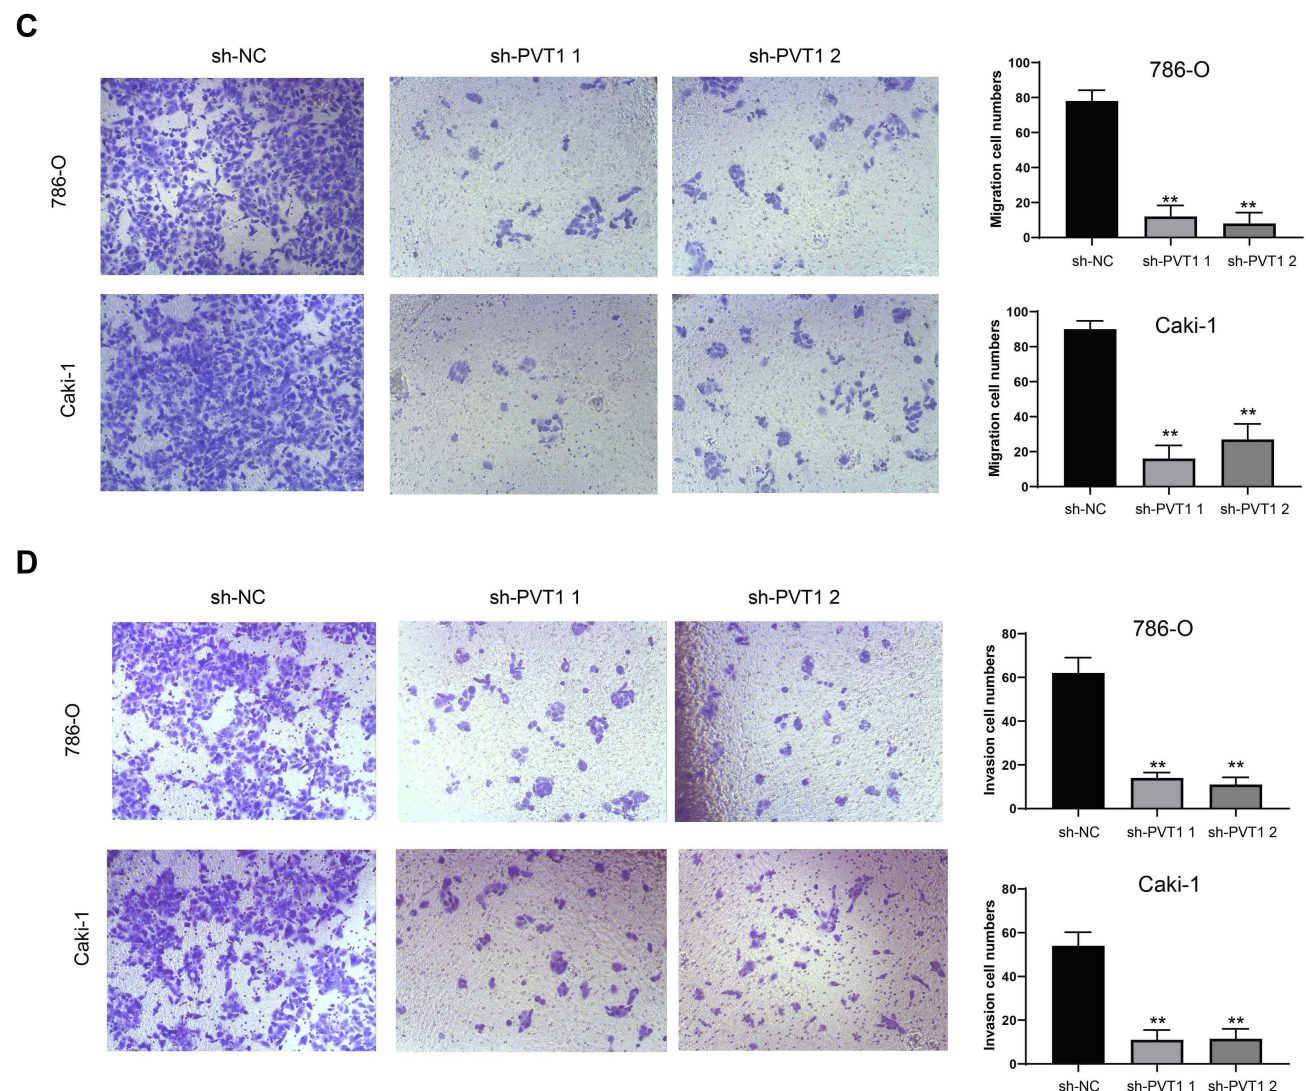 C
sh-NC sh-PVT1 1 sh-PVT1 2
786-O
Caki-1
786-O
Migration cell numbers
100
80
60
40
20
0
** **
sh-NC sh-PVT1 1 sh-PVT1 2
Caki-1
Migration cell numbers
100
80
60
40
20
0
** **
sh-NC sh-PVT1 1 sh-PVT1 2
D
sh-NC sh-PVT1 1 sh-PVT1 2
786-O
Caki-1
786-O
Invasion cell numbers
80
60
40
20
0
** **
sh-NC sh-PVT1 1 sh-PVT1 2
Caki-1
Invasion cell numbers
80
60
40
20
0
** **
sh-NC sh-PVT1 1 sh-PVT1 2